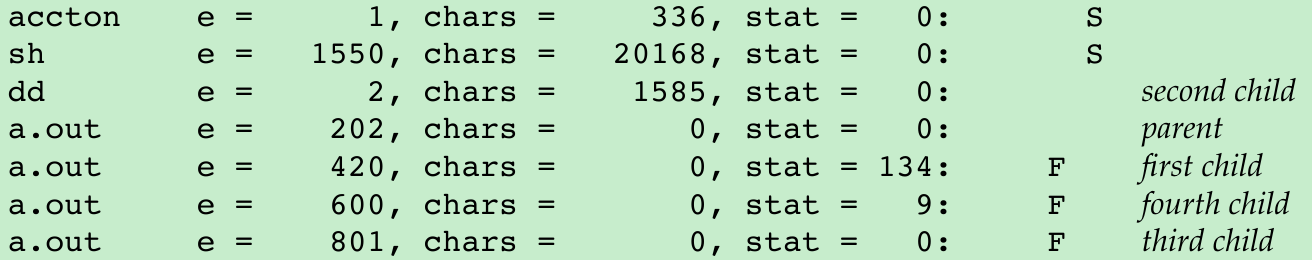 accton    e =      1, chars =     336, stat =   0:      S
sh        e =   1550, chars =   20168, stat =   0:      S
dd        e =      2, chars =    1585, stat =   0:         second child
a.out     e =    202, chars =       0, stat =   0:         parent
a.out     e =    420, chars =       0, stat = 134:    F    first child
a.out     e =    600, chars =       0, stat =   9:    F    fourth child
a.out     e =    801, chars =       0, stat =   0:    F    third child